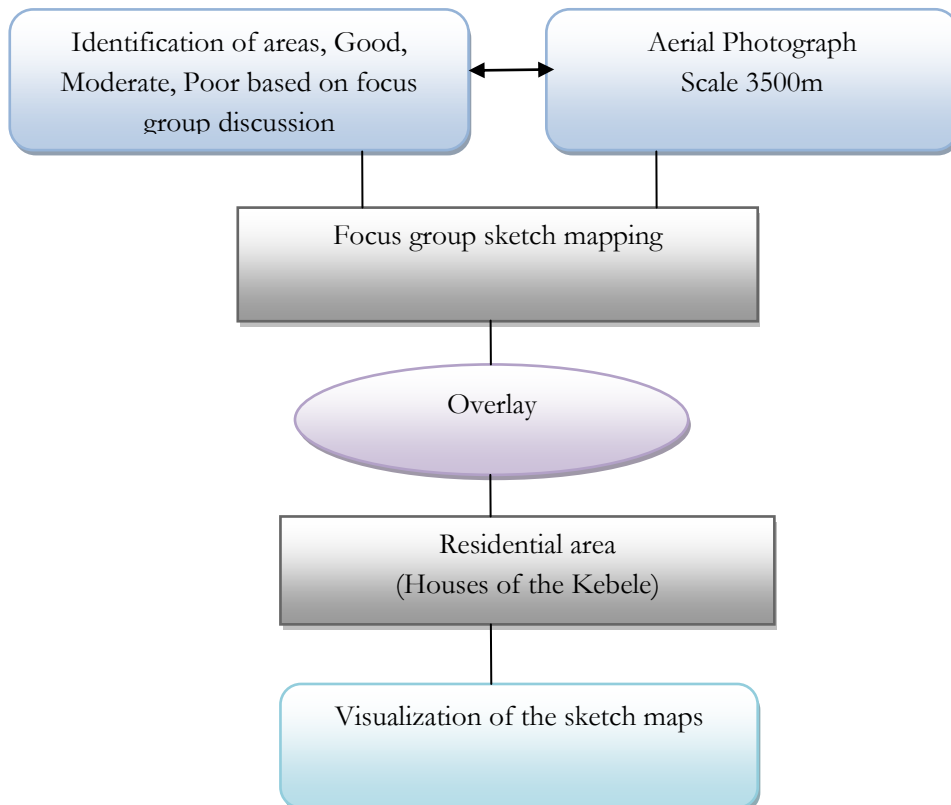 Identification of areas, Good,
Moderate, Poor based on focus
group discussion
Aerial Photograph
Scale 3500m
Focus group sketch mapping
Overlay
Residential area
(Houses of the Kebele)
Visualization of the sketch maps